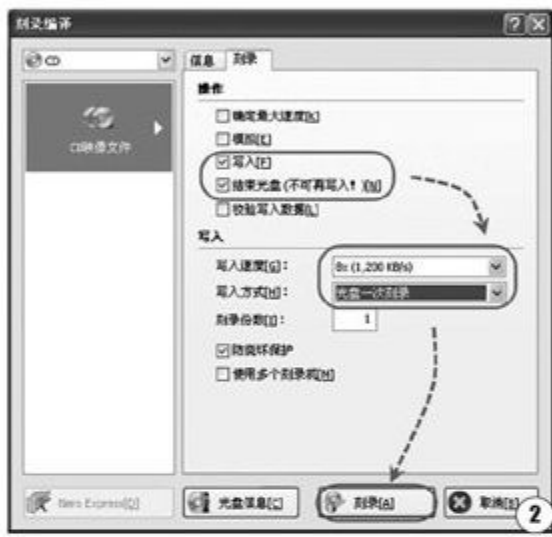 刻录编译
CD
信息 刻录
操作
确定最大速度[K]
模拟[E]
写入[F]
结束光盘(不可再写入!)[N]
校验写入数据[L]
写入
写入速度[G]:
8x (1,200 KB/s)
写入方式[H]:
光盘一次刻录
刻录份数[I]:
1
防烧坏保护
使用多个刻录机[M]
CD映像文件
Nero Express[Q]
光盘信息[C]
刻录[A]
取消[B]
2